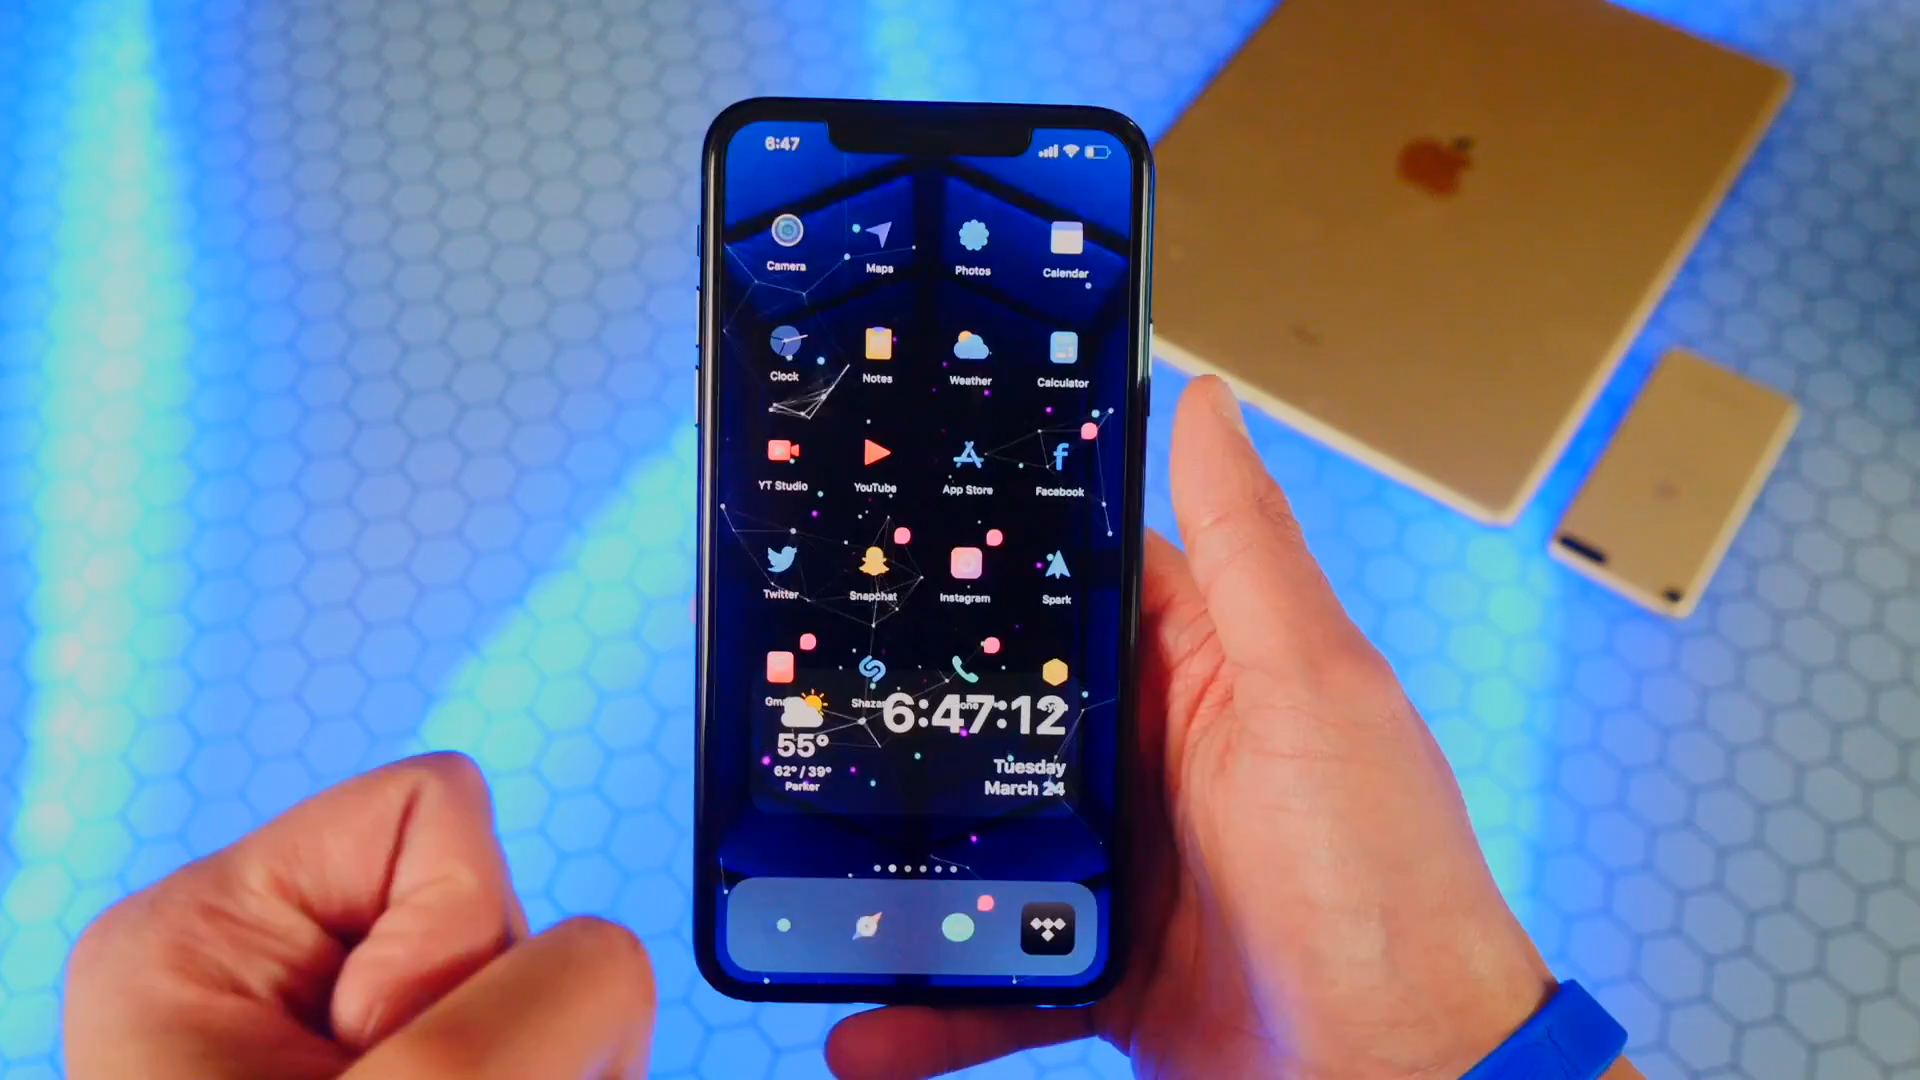 6:47
Camera Maps Photos Calendar
Clock Notes Weather Calculator
YT Studio YouTube App Store Facebook
Twitter Snapchat Instagram Spark
6:47:12
55°
62° / 39°
Parker
Tuesday
March 24